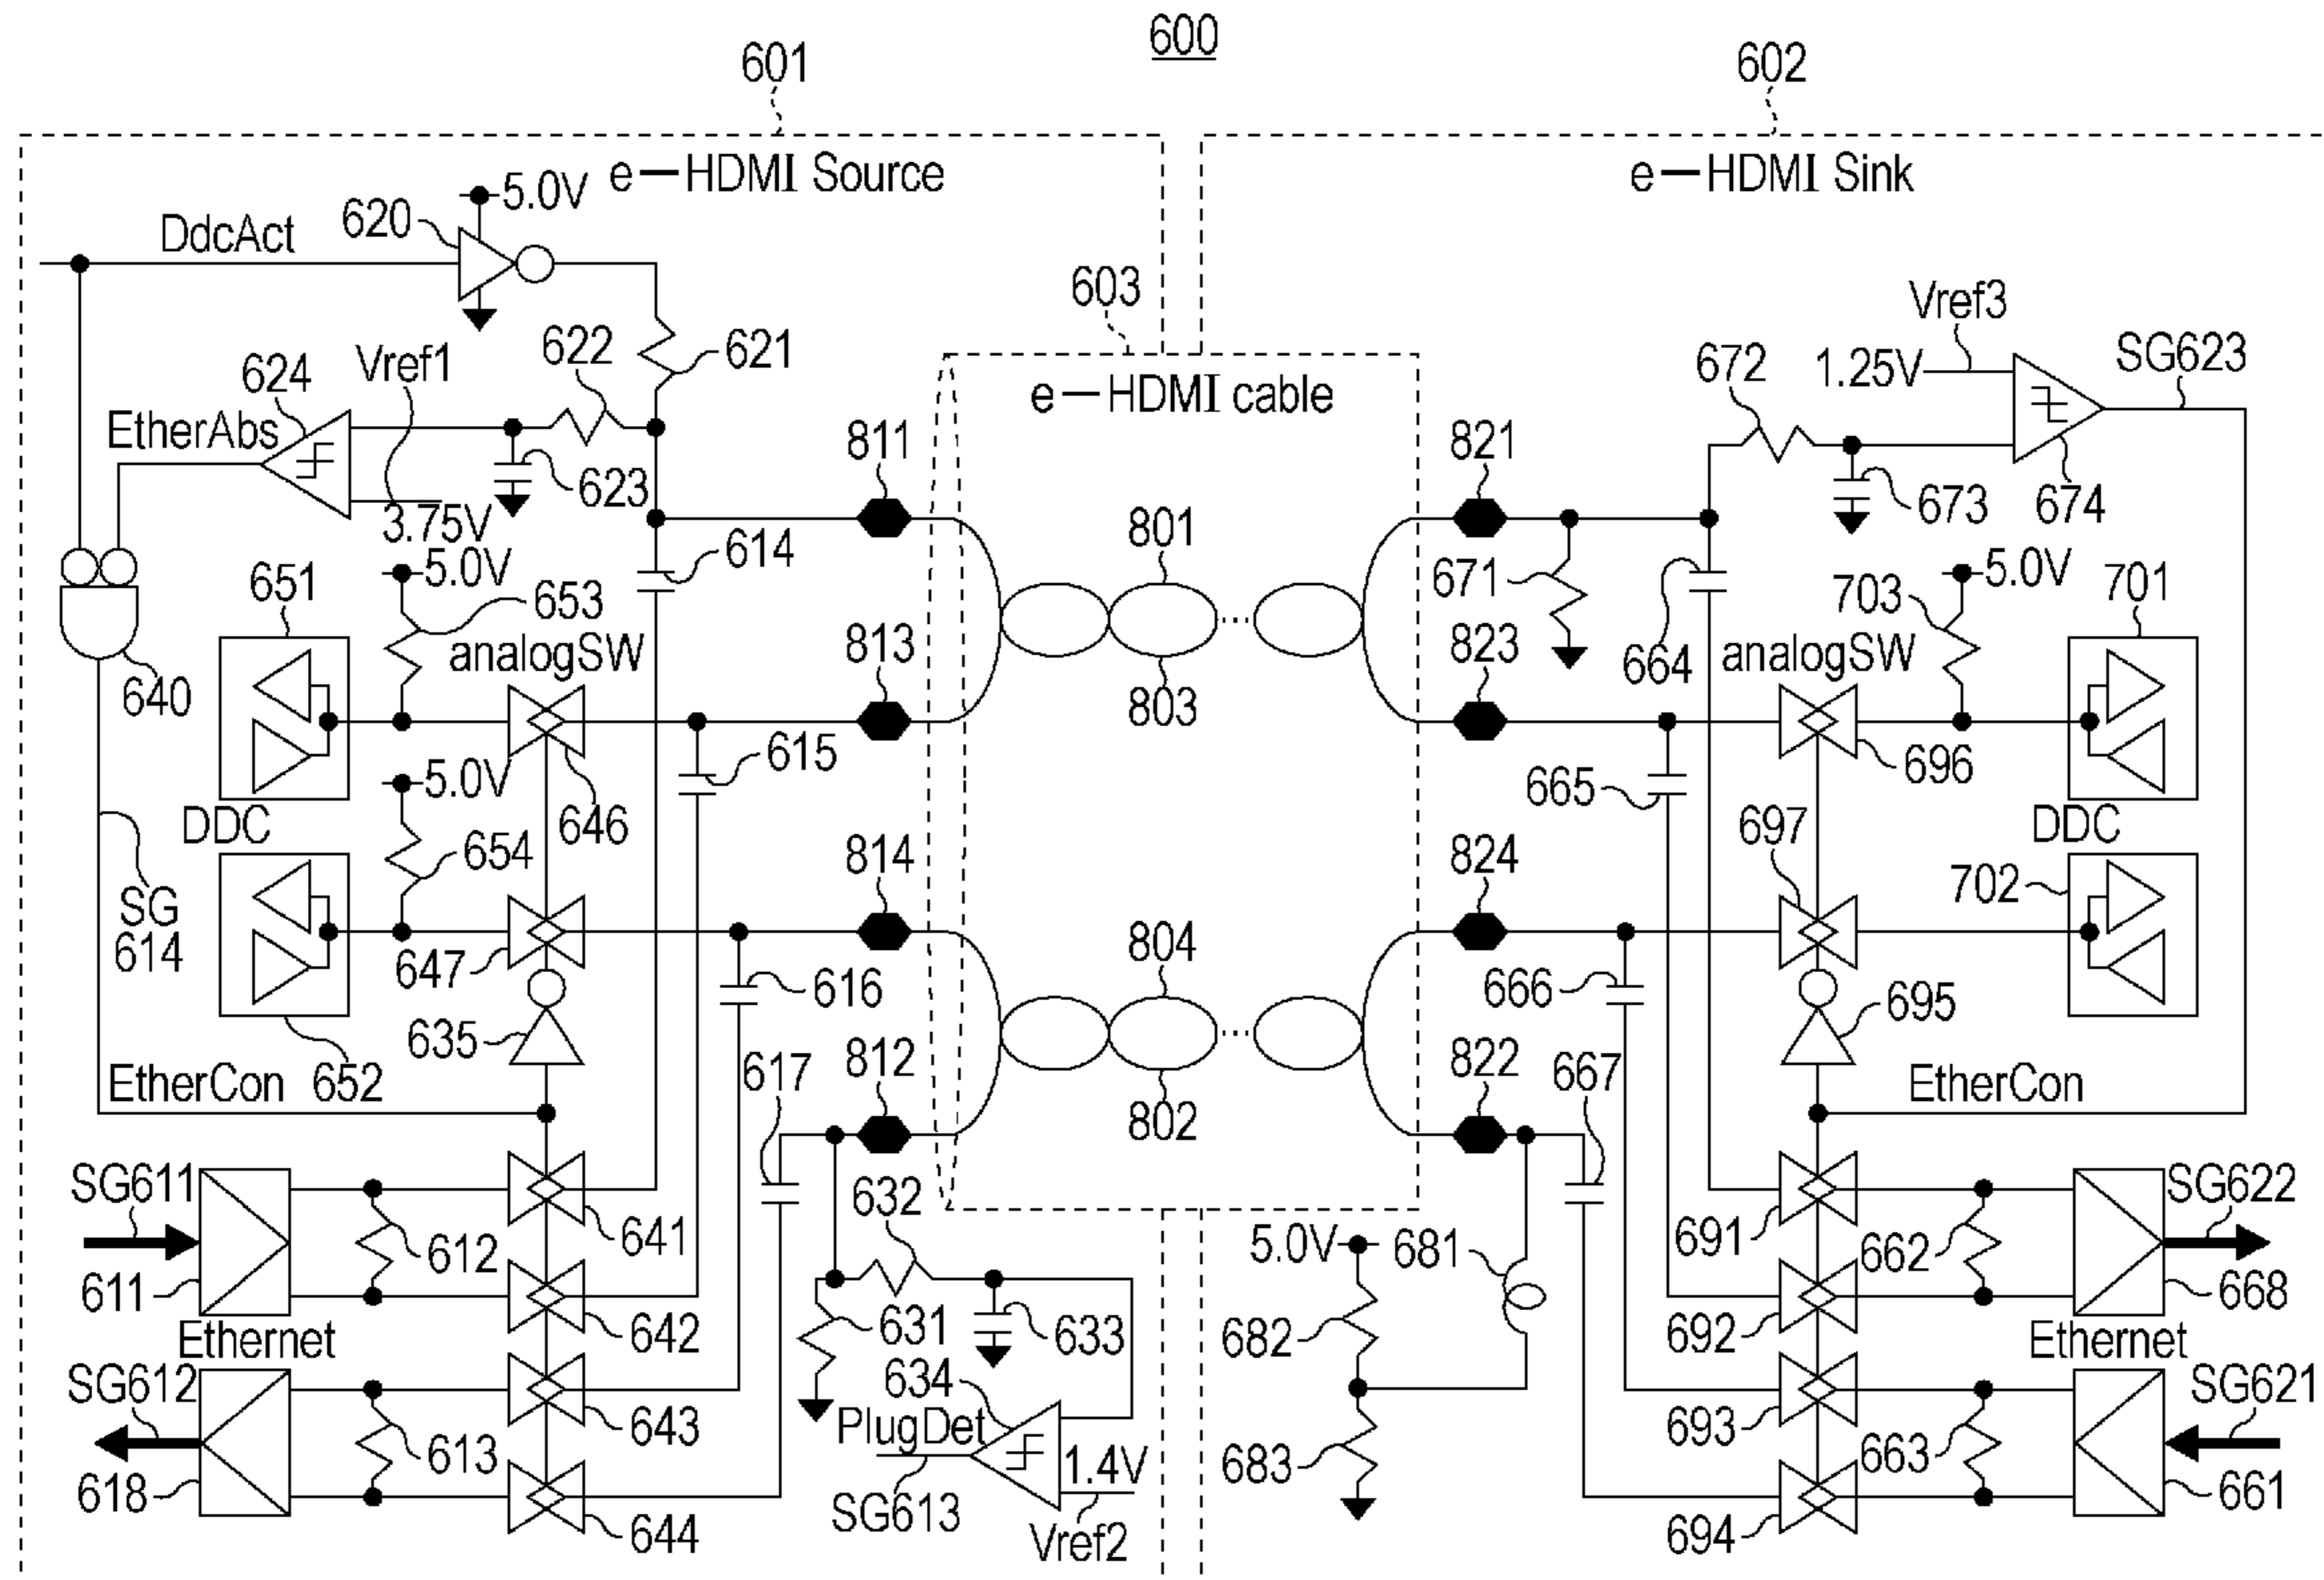 600
601
602
e—HDMI Source
e—HDMI Sink
5.0V
620
DdcAct
603
Vref3
622
621
672
1.25V
SG623
624
Vref1
EtherAbs
e—HDMI cable
811
821
623
3.75V
673
674
614
801
5.0V
5.0V
651
653
671
703
701
analogSW
813
823
664
analogSW
640
803
615
696
5.0V
665
646
DDC
697
DDC
654
814
824
702
SG
614
647
616
804
666
635
695
EtherCon
652
617
812
802
822
667
EtherCon
SG611
632
SG622
641
5.0V
681
691
612
662
611
631
633
668
642
682
692
Ethernet
Ethernet
SG612
634
SG621
PlugDet
643
693
613
1.4V
683
663
618
661
SG613
644
694
Vref2